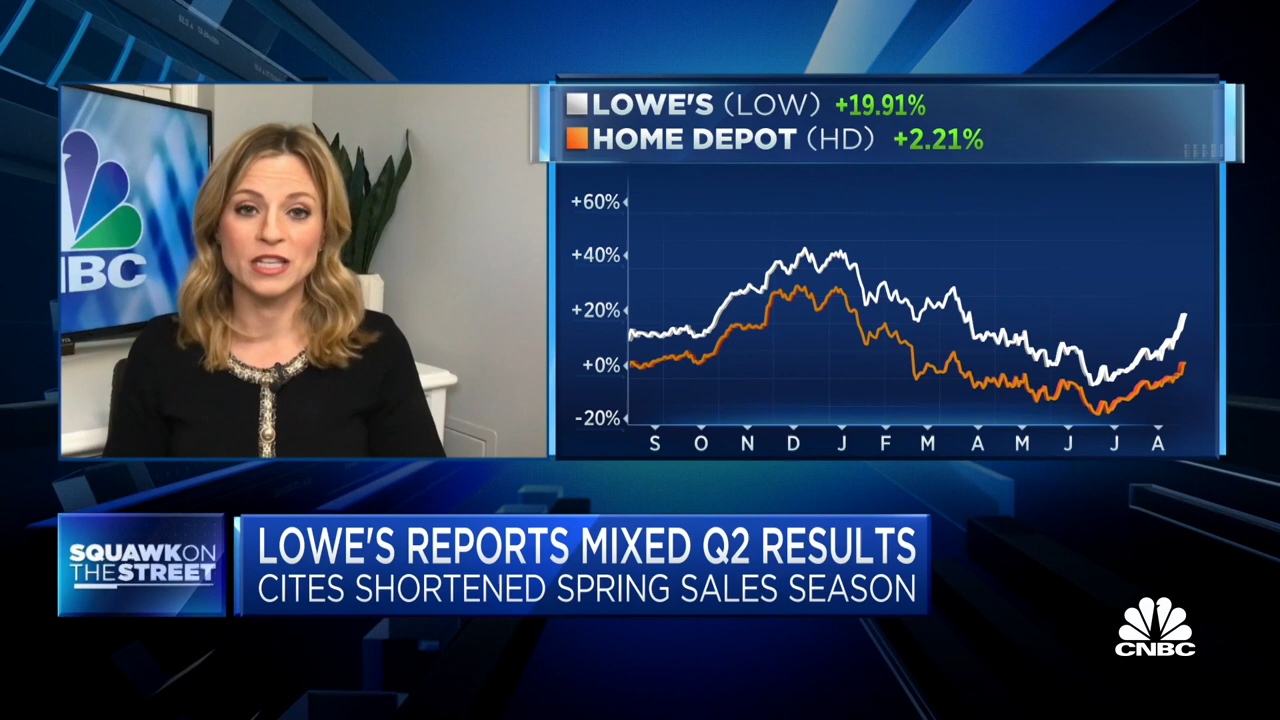 NBC
LOWE'S (LOW) +19.91%
HOME DEPOT (HD) +2.21%
+60%
+40%
+20%
+0%
-20%
S O N D J F M A M J J A
SQUAWK ON
THE STREET
LOWE'S REPORTS MIXED Q2 RESULTS
CITES SHORTENED SPRING SALES SEASON
CNBC